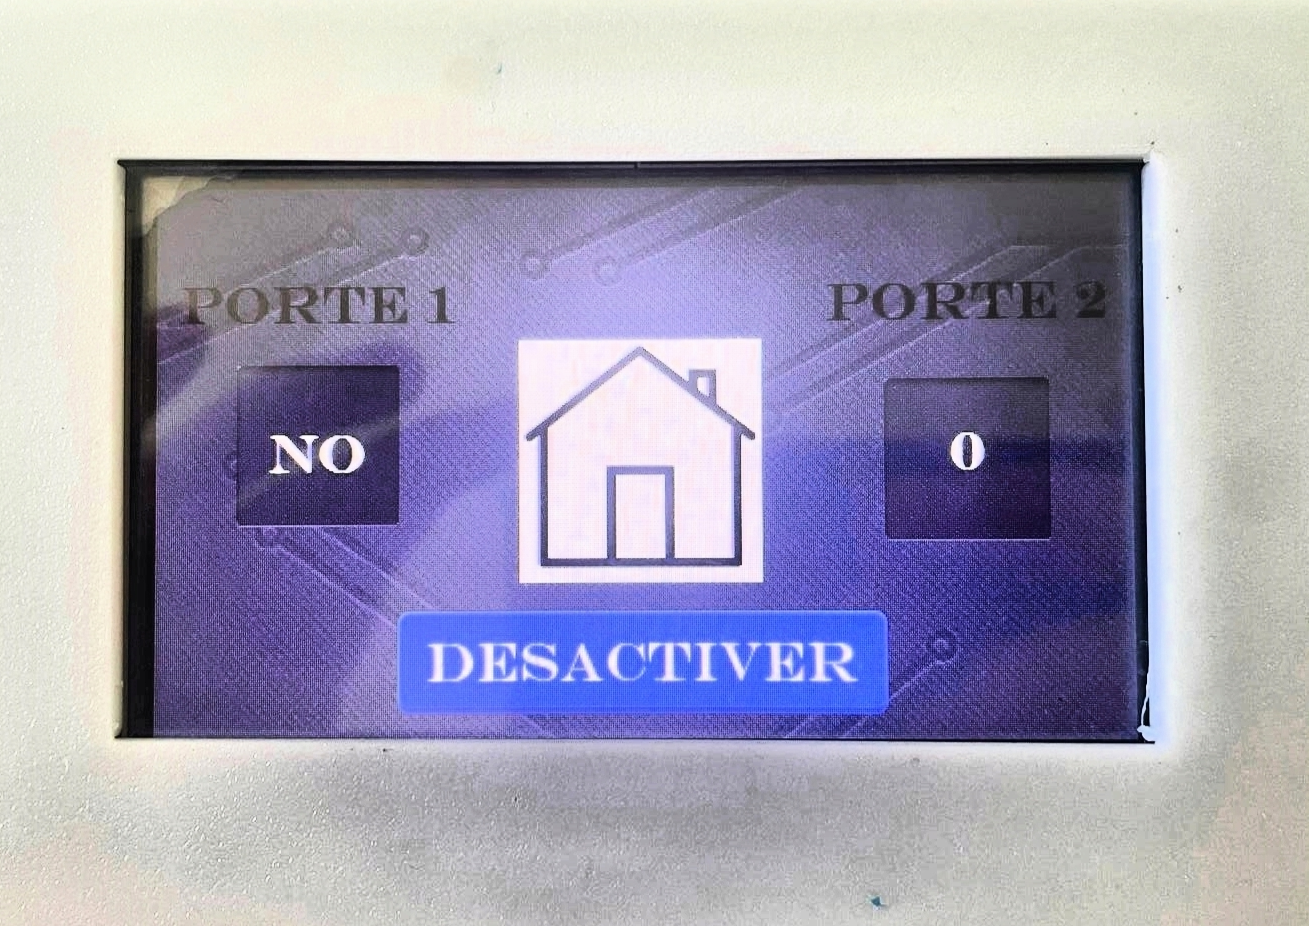 PORTE 1
PORTE 2
NO
0
DESACTIVER